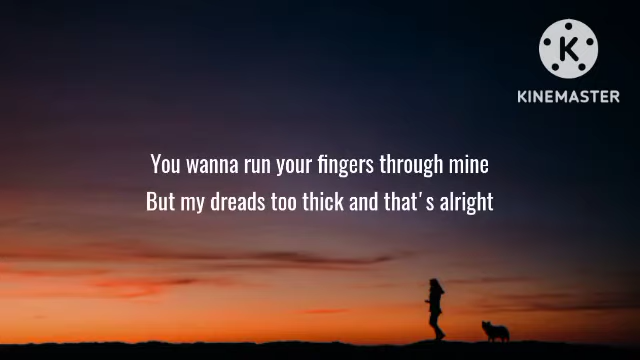 K
KINEMASTER
You wanna run your fingers through mine
But my dreads too thick and that's alright